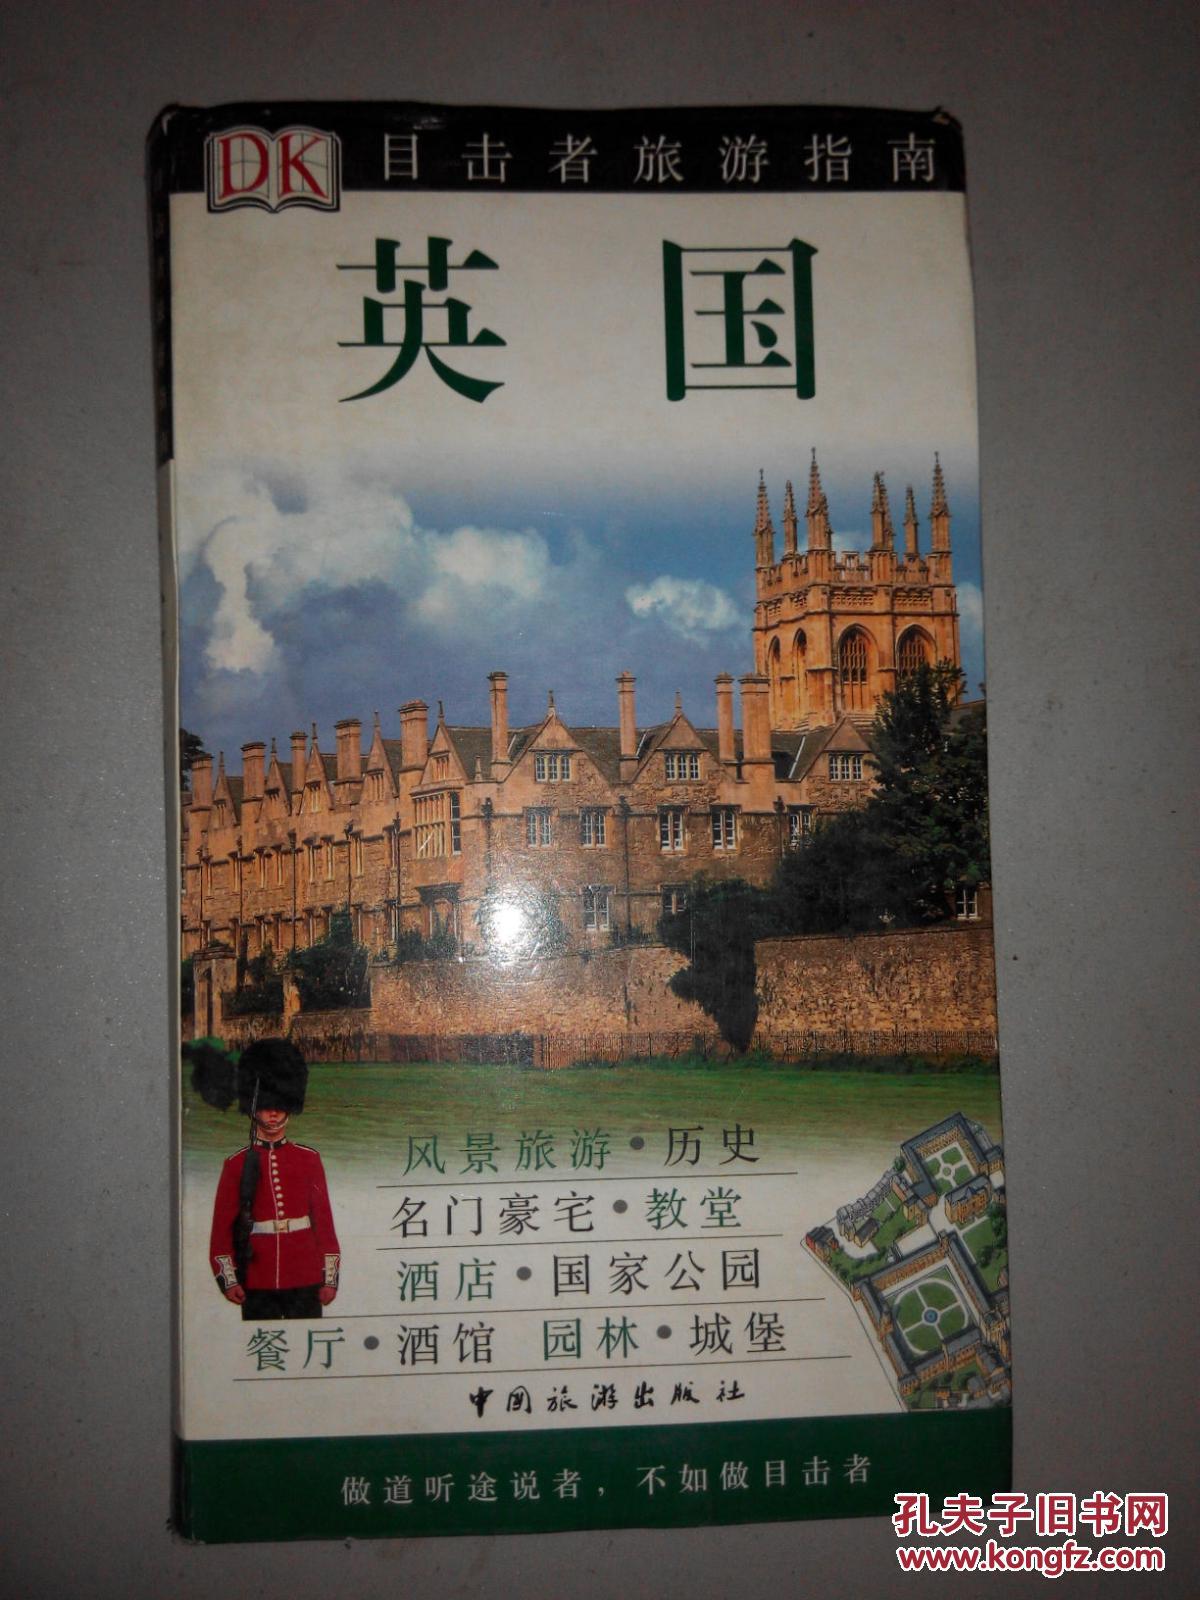 DK 目击者旅游指南
英国
风景旅游·历史
名门豪宅·教堂
酒店·国家公园
餐厅·酒馆 园林·城堡
中国旅游出版社
做道听途说者，不如做目击者
孔夫子旧书网
www.kongfz.com